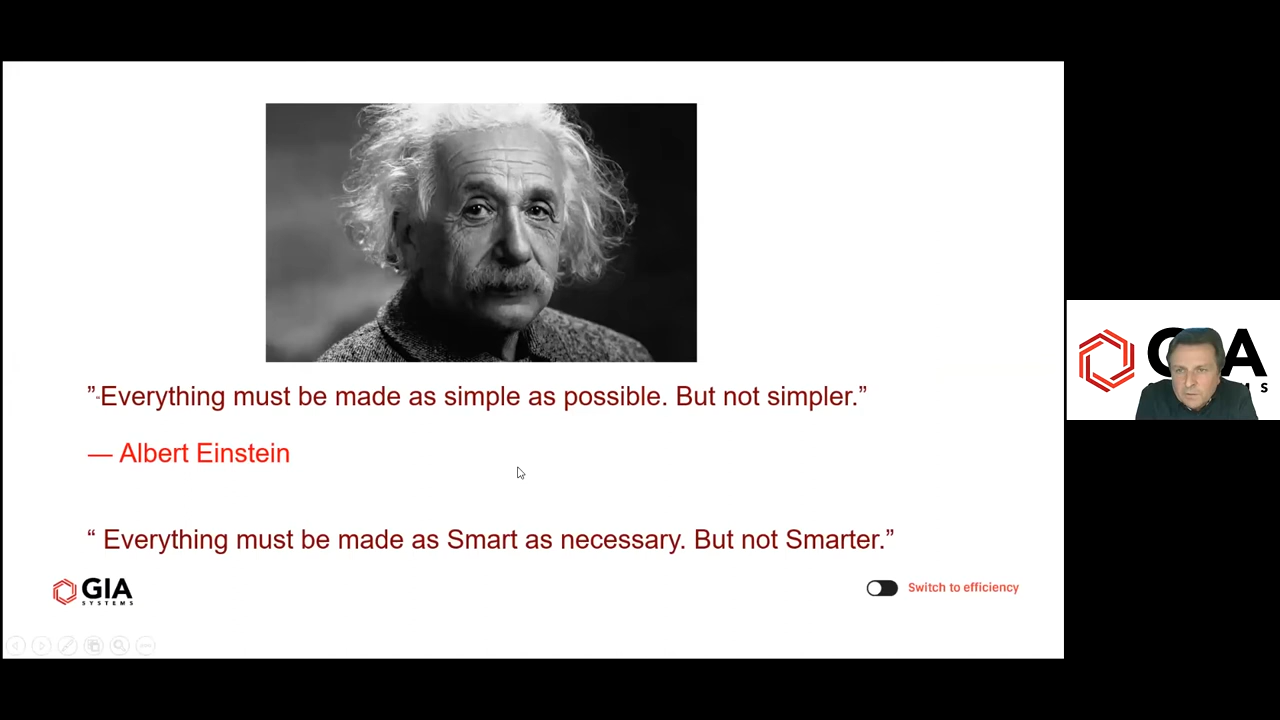 ”-Everything must be made as simple as possible. But not simpler.”
— Albert Einstein
“ Everything must be made as Smart as necessary. But not Smarter.”
GIA
SYSTEMS
Switch to efficiency
G A
M S